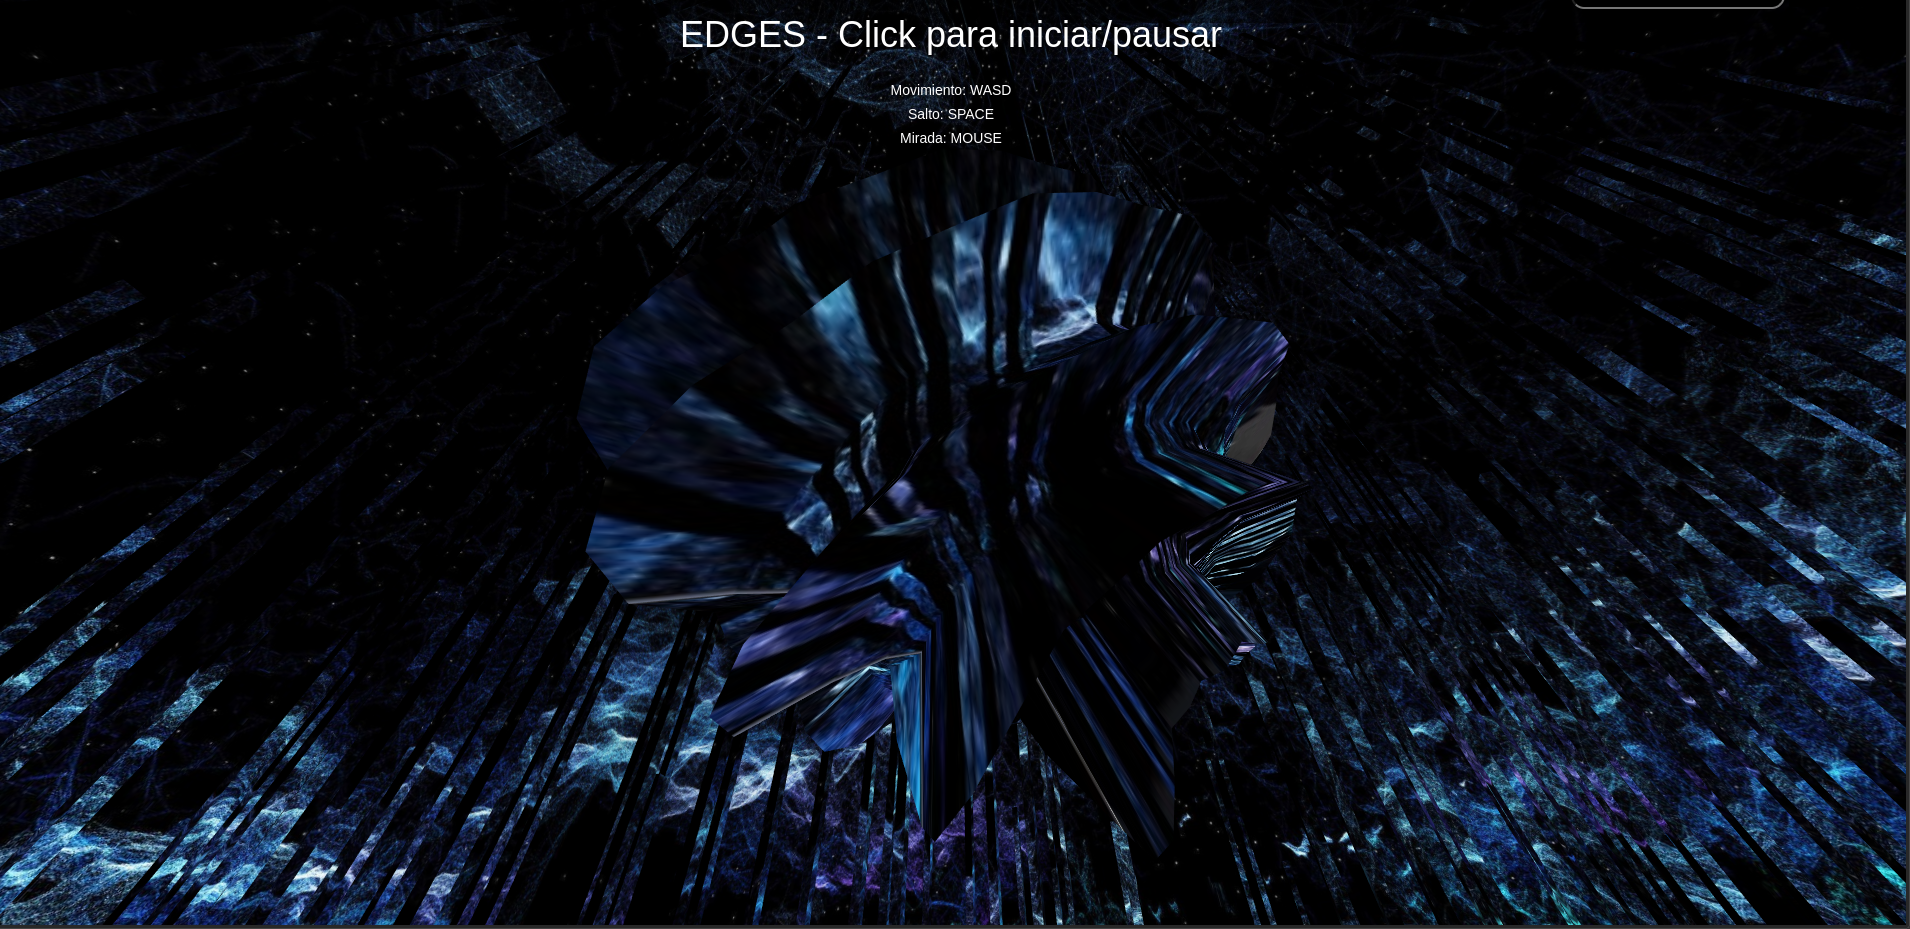 EDGES - Click para iniciar/pausar
Movimiento: WASD
Salto: SPACE
Mirada: MOUSE